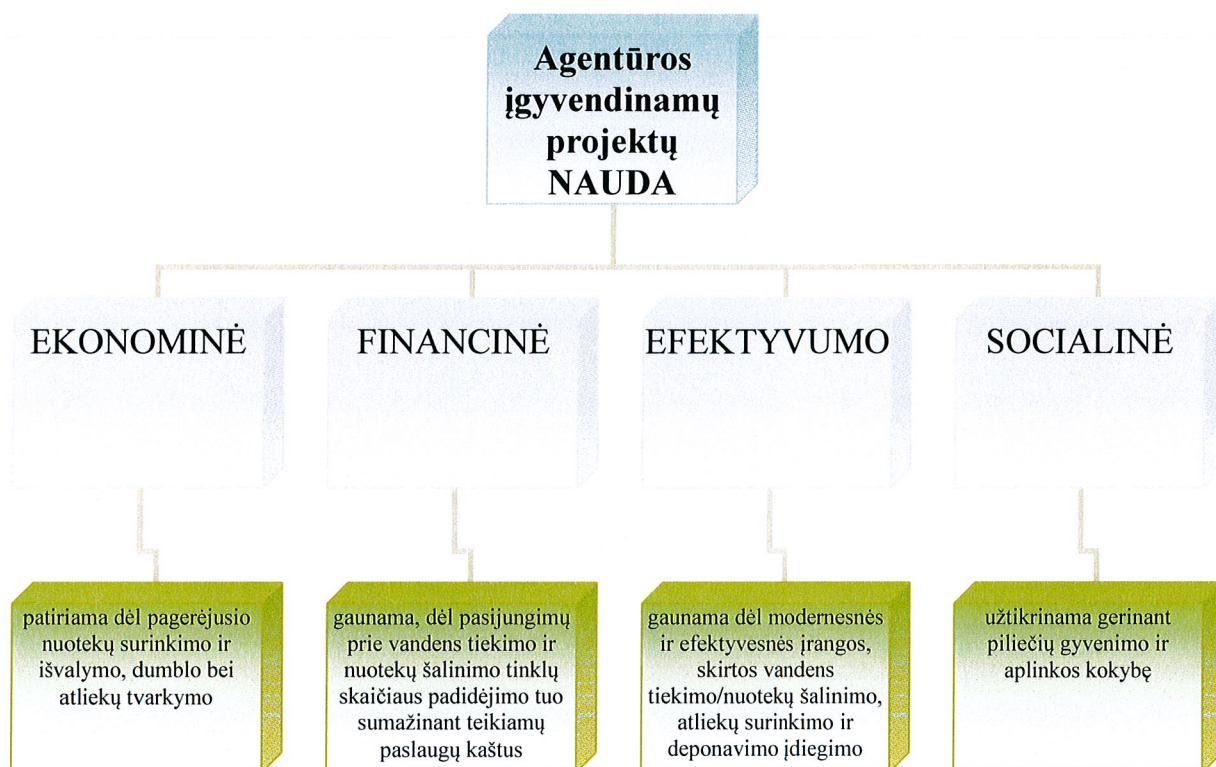 Agentūros
įgyvendinamų
projektų
NAUDA
EKONOMINĖ
FINANCINĖ
EFEKTYVUMO
SOCIALINĖ
patiriama dėl pagerėjusio
nuotekų surinkimo ir
išvalymo, dumblo bei
atliekų tvarkymo
gaunama, dėl pasijungimų
prie vandens tiekimo ir
nuotekų šalinimo tinklų
skaičiaus padidėjimo tuo
sumažinant teikiamų
paslaugų kaštus
gaunama dėl modernesnės
ir efektyvesnės įrangos,
skirtos vandens
tiekimo/nuotekų šalinimo,
atliekų surinkimo ir
deponavimo įdiegimo
užtikrinama gerinant
piliečių gyvenimo ir
aplinkos kokybę